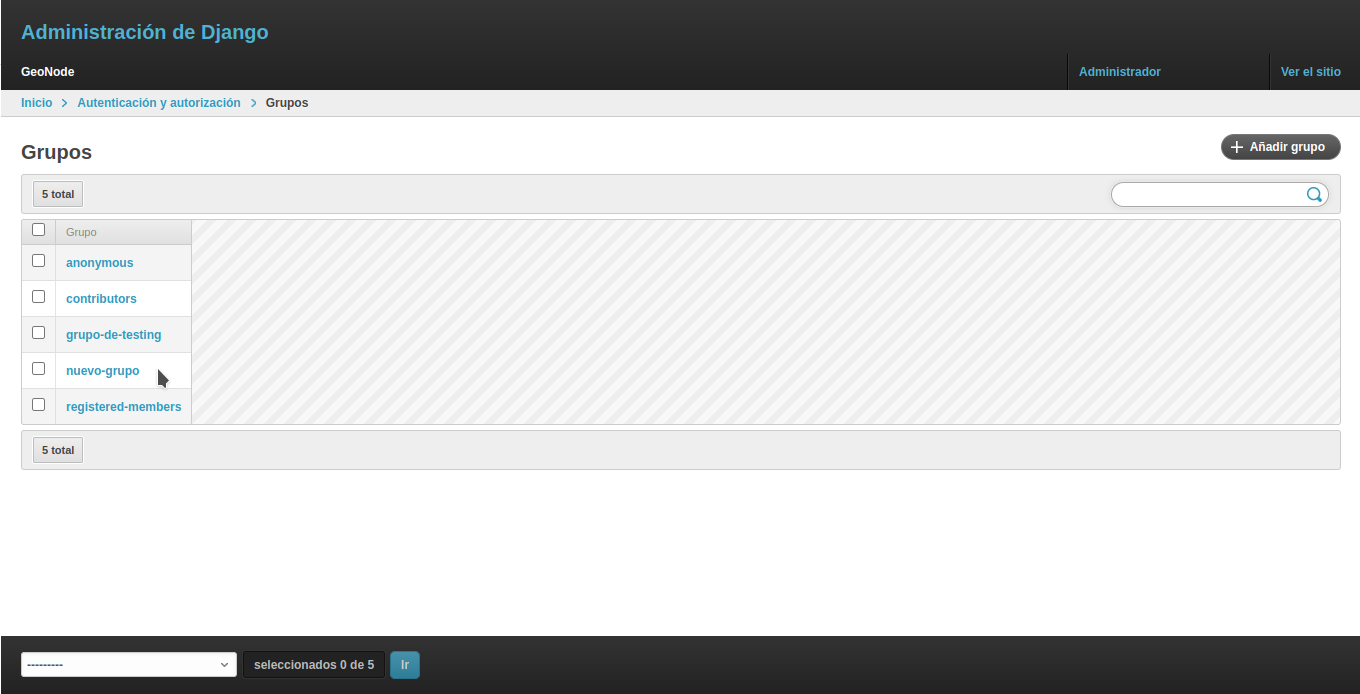 Administración de Django
GeoNode
Administrador
Ver el sitio
Inicio > Autenticación y autorización > Grupos
Grupos
Añadir grupo
5 total
Grupo
anonymous
contributors
grupo-de-testing
nuevo-grupo
registered-members
5 total
---------
seleccionados 0 de 5
Ir